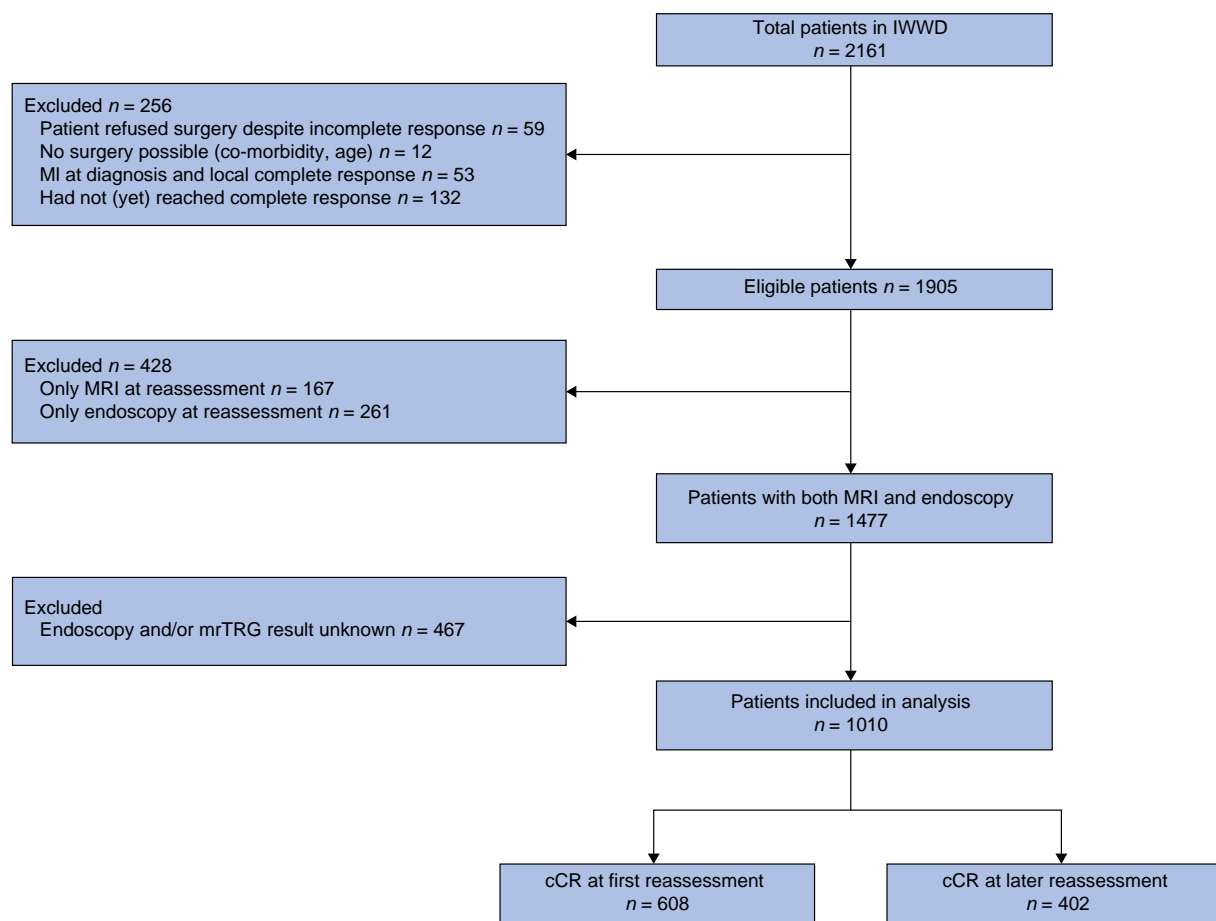 Total patients in IWWD
n = 2161
Excluded n = 256
Patient refused surgery despite incomplete response n = 59
No surgery possible (co-morbidity, age) n = 12
MI at diagnosis and local complete response n = 53
Had not (yet) reached complete response n = 132
Eligible patients n = 1905
Excluded n = 428
Only MRI at reassessment n = 167
Only endoscopy at reassessment n = 261
Patients with both MRI and endoscopy
n = 1477
Excluded
Endoscopy and/or mrTRG result unknown n = 467
Patients included in analysis
n = 1010
cCR at first reassessment
n = 608
cCR at later reassessment
n = 402